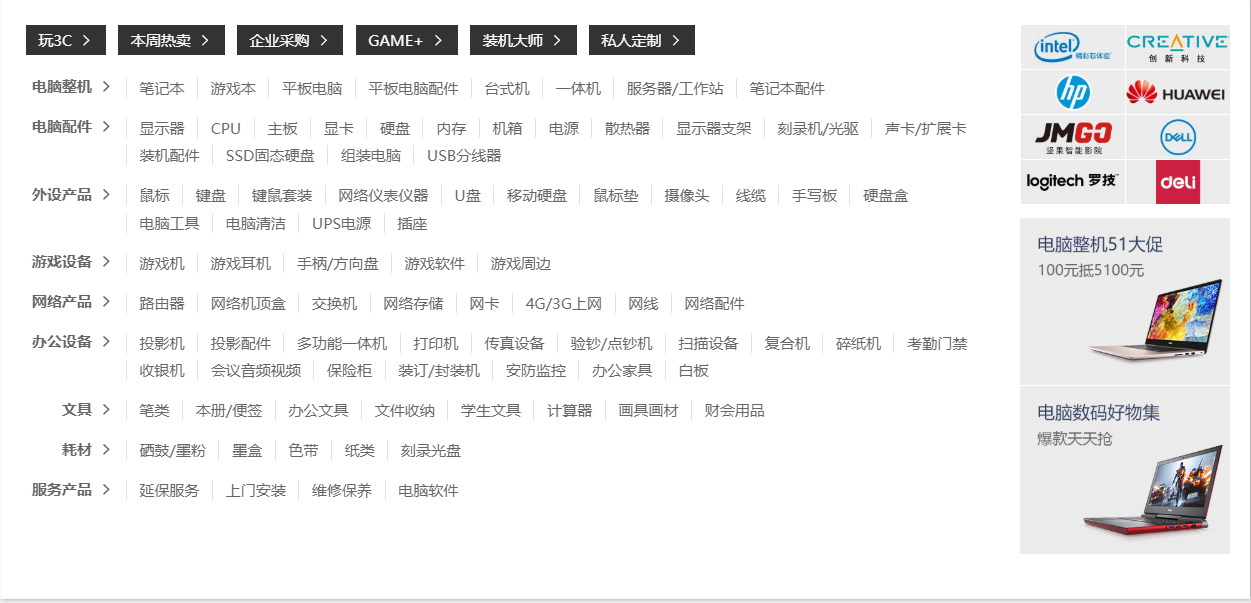 玩3C > 本周热卖 > 企业采购 > GAME+ > 装机大师 > 私人定制 >
电脑整机 > 笔记本 游戏本 平板电脑 平板电脑配件 台式机 一体机 服务器/工作站 笔记本配件
电脑配件 > 显示器 CPU 主板 显卡 硬盘 内存 机箱 电源 散热器 显示器支架 刻录机/光驱 声卡/扩展卡
装机配件 SSD固态硬盘 组装电脑 USB分线器
外设产品 > 鼠标 键盘 键鼠套装 网络仪表仪器 U盘 移动硬盘 鼠标垫 摄像头 线缆 手写板 硬盘盒
电脑工具 电脑清洁 UPS电源 插座
游戏设备 > 游戏机 游戏耳机 手柄/方向盘 游戏软件 游戏周边
网络产品 > 路由器 网络机顶盒 交换机 网络存储 网卡 4G/3G上网 网线 网络配件
办公设备 > 投影机 投影配件 多功能一体机 打印机 传真设备 验钞/点钞机 扫描设备 复合机 碎纸机 考勤门禁
收银机 会议音频视频 保险柜 装订/封装机 安防监控 办公家具 白板
文具 > 笔类 本册/便签 办公文具 文件收纳 学生文具 计算器 画具画材 财会用品
耗材 > 硒鼓/墨粉 墨盒 色带 纸类 刻录光盘
服务产品 > 延保服务 上门安装 维修保养 电脑软件
intel 精彩芯体验
CREATIVE
创新科技
hp
HUAWEI
JMGO
坚果智能影院
DELL
logitech 罗技
deli
电脑整机51大促
100元抵5100元
电脑数码好物集
爆款天天抢